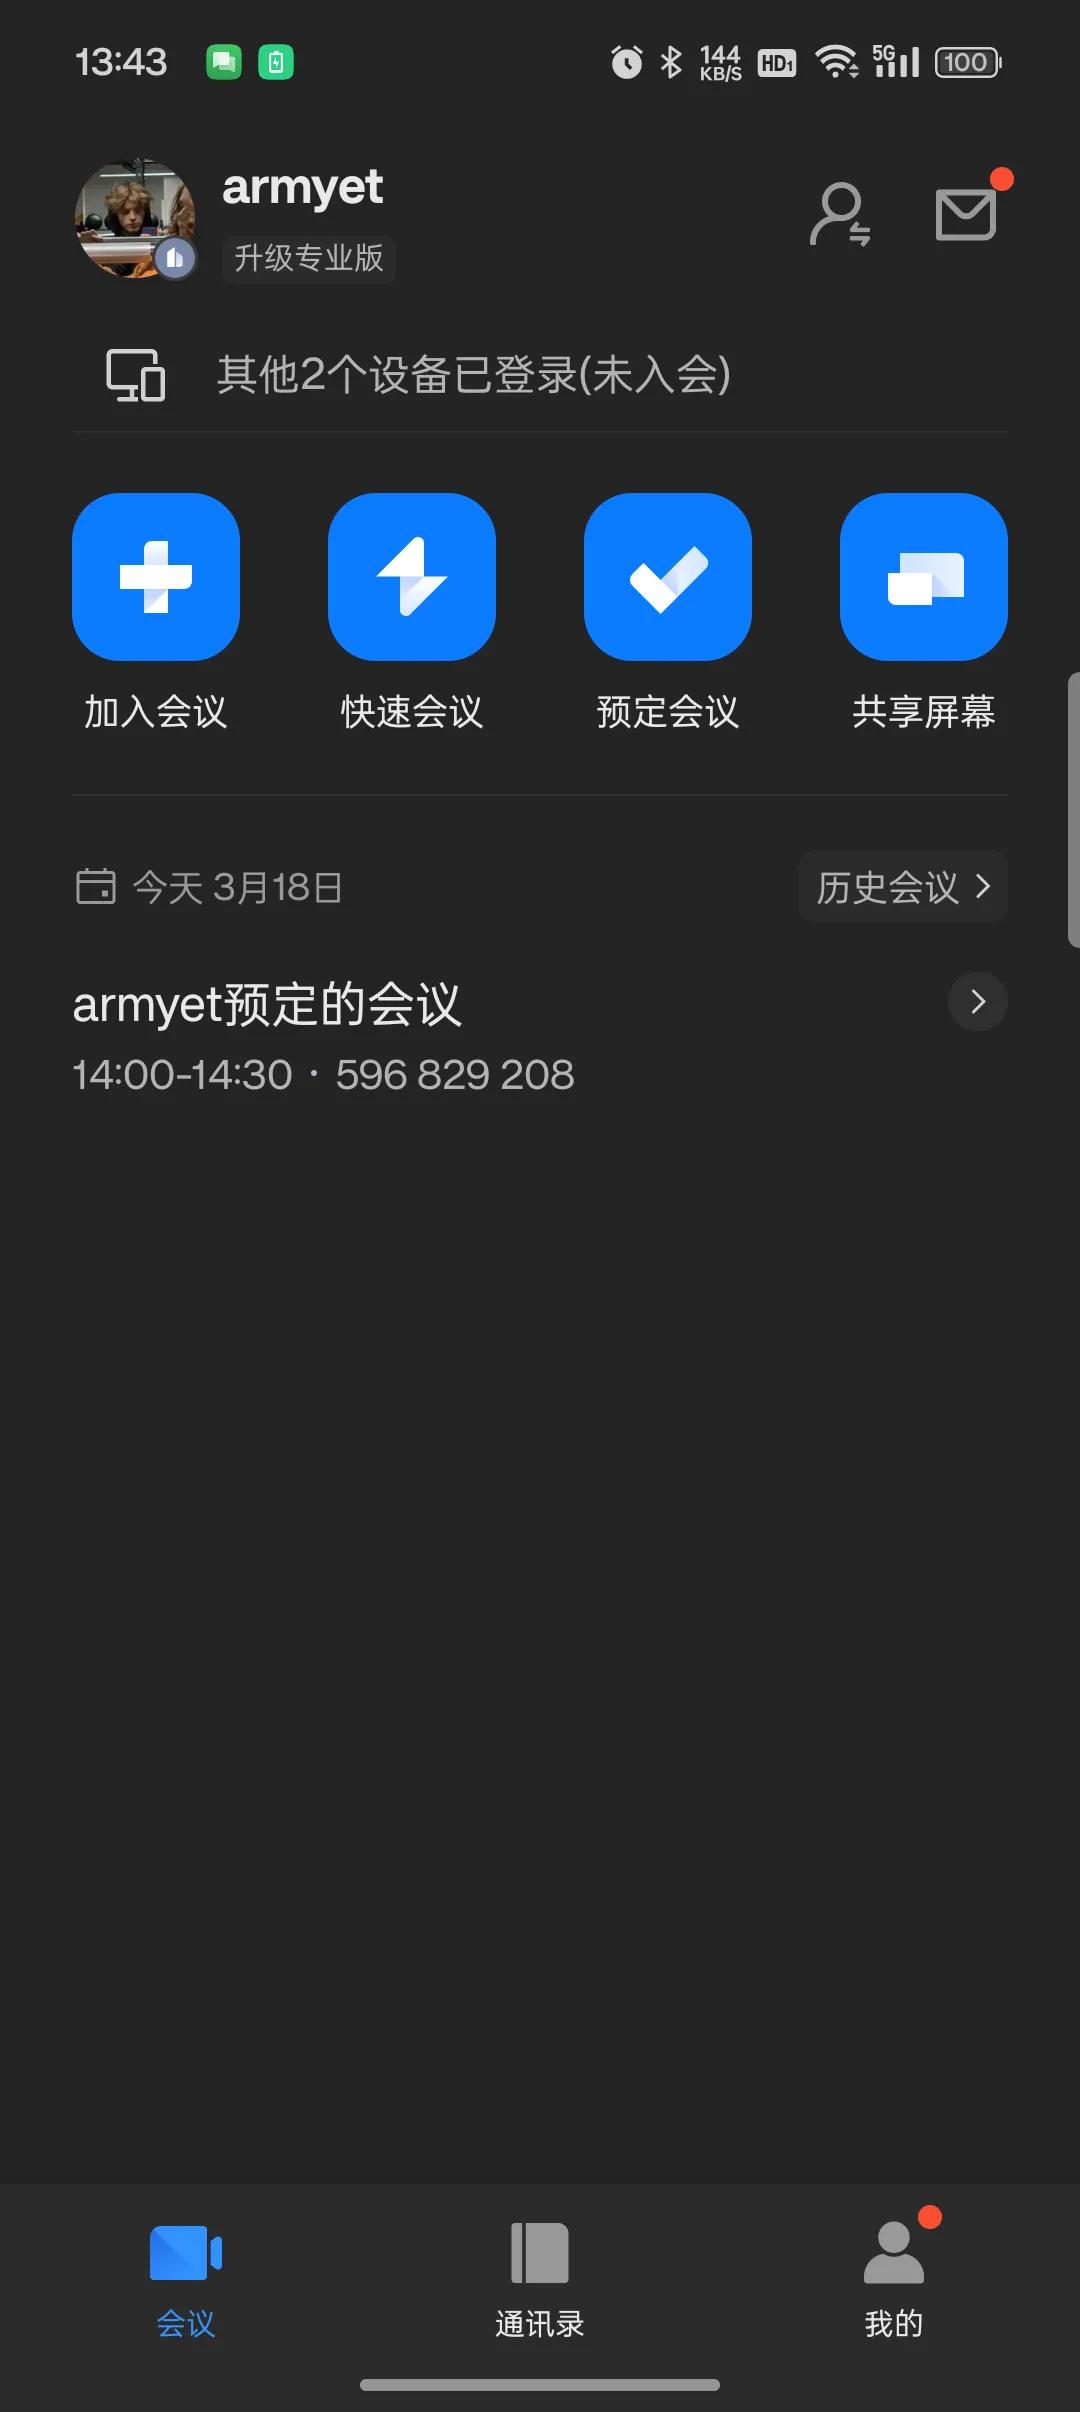 13:43
144 KB/S HD1 5G 100
armyet
升级专业版
其他2个设备已登录(未入会)
加入会议 快速会议 预定会议 共享屏幕
今天 3月18日 历史会议
armyet预定的会议
14:00-14:30 · 596 829 208
会议 通讯录 我的